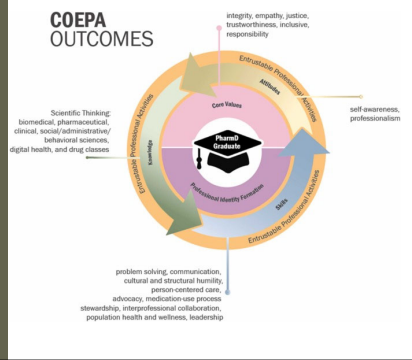 COEPA
OUTCOMES
integrity, empathy, justice,
trustworthiness, inclusive,
responsibility
Entrustable Professional Activities
Attitudes
self-awareness,
professionalism
Scientific Thinking:
biomedical, pharmaceutical,
clinical, social/administrative/
behavioral sciences,
digital health, and drug classes
Entrustable Professional Activities
Knowledge
Core Values
PharmD
Graduate
Professional Identity Formation
Skills
Entrustable Professional Activities
problem solving, communication,
cultural and structural humility,
person-centered care,
advocacy, medication-use process
stewardship, interprofessional collaboration,
population health and wellness, leadership